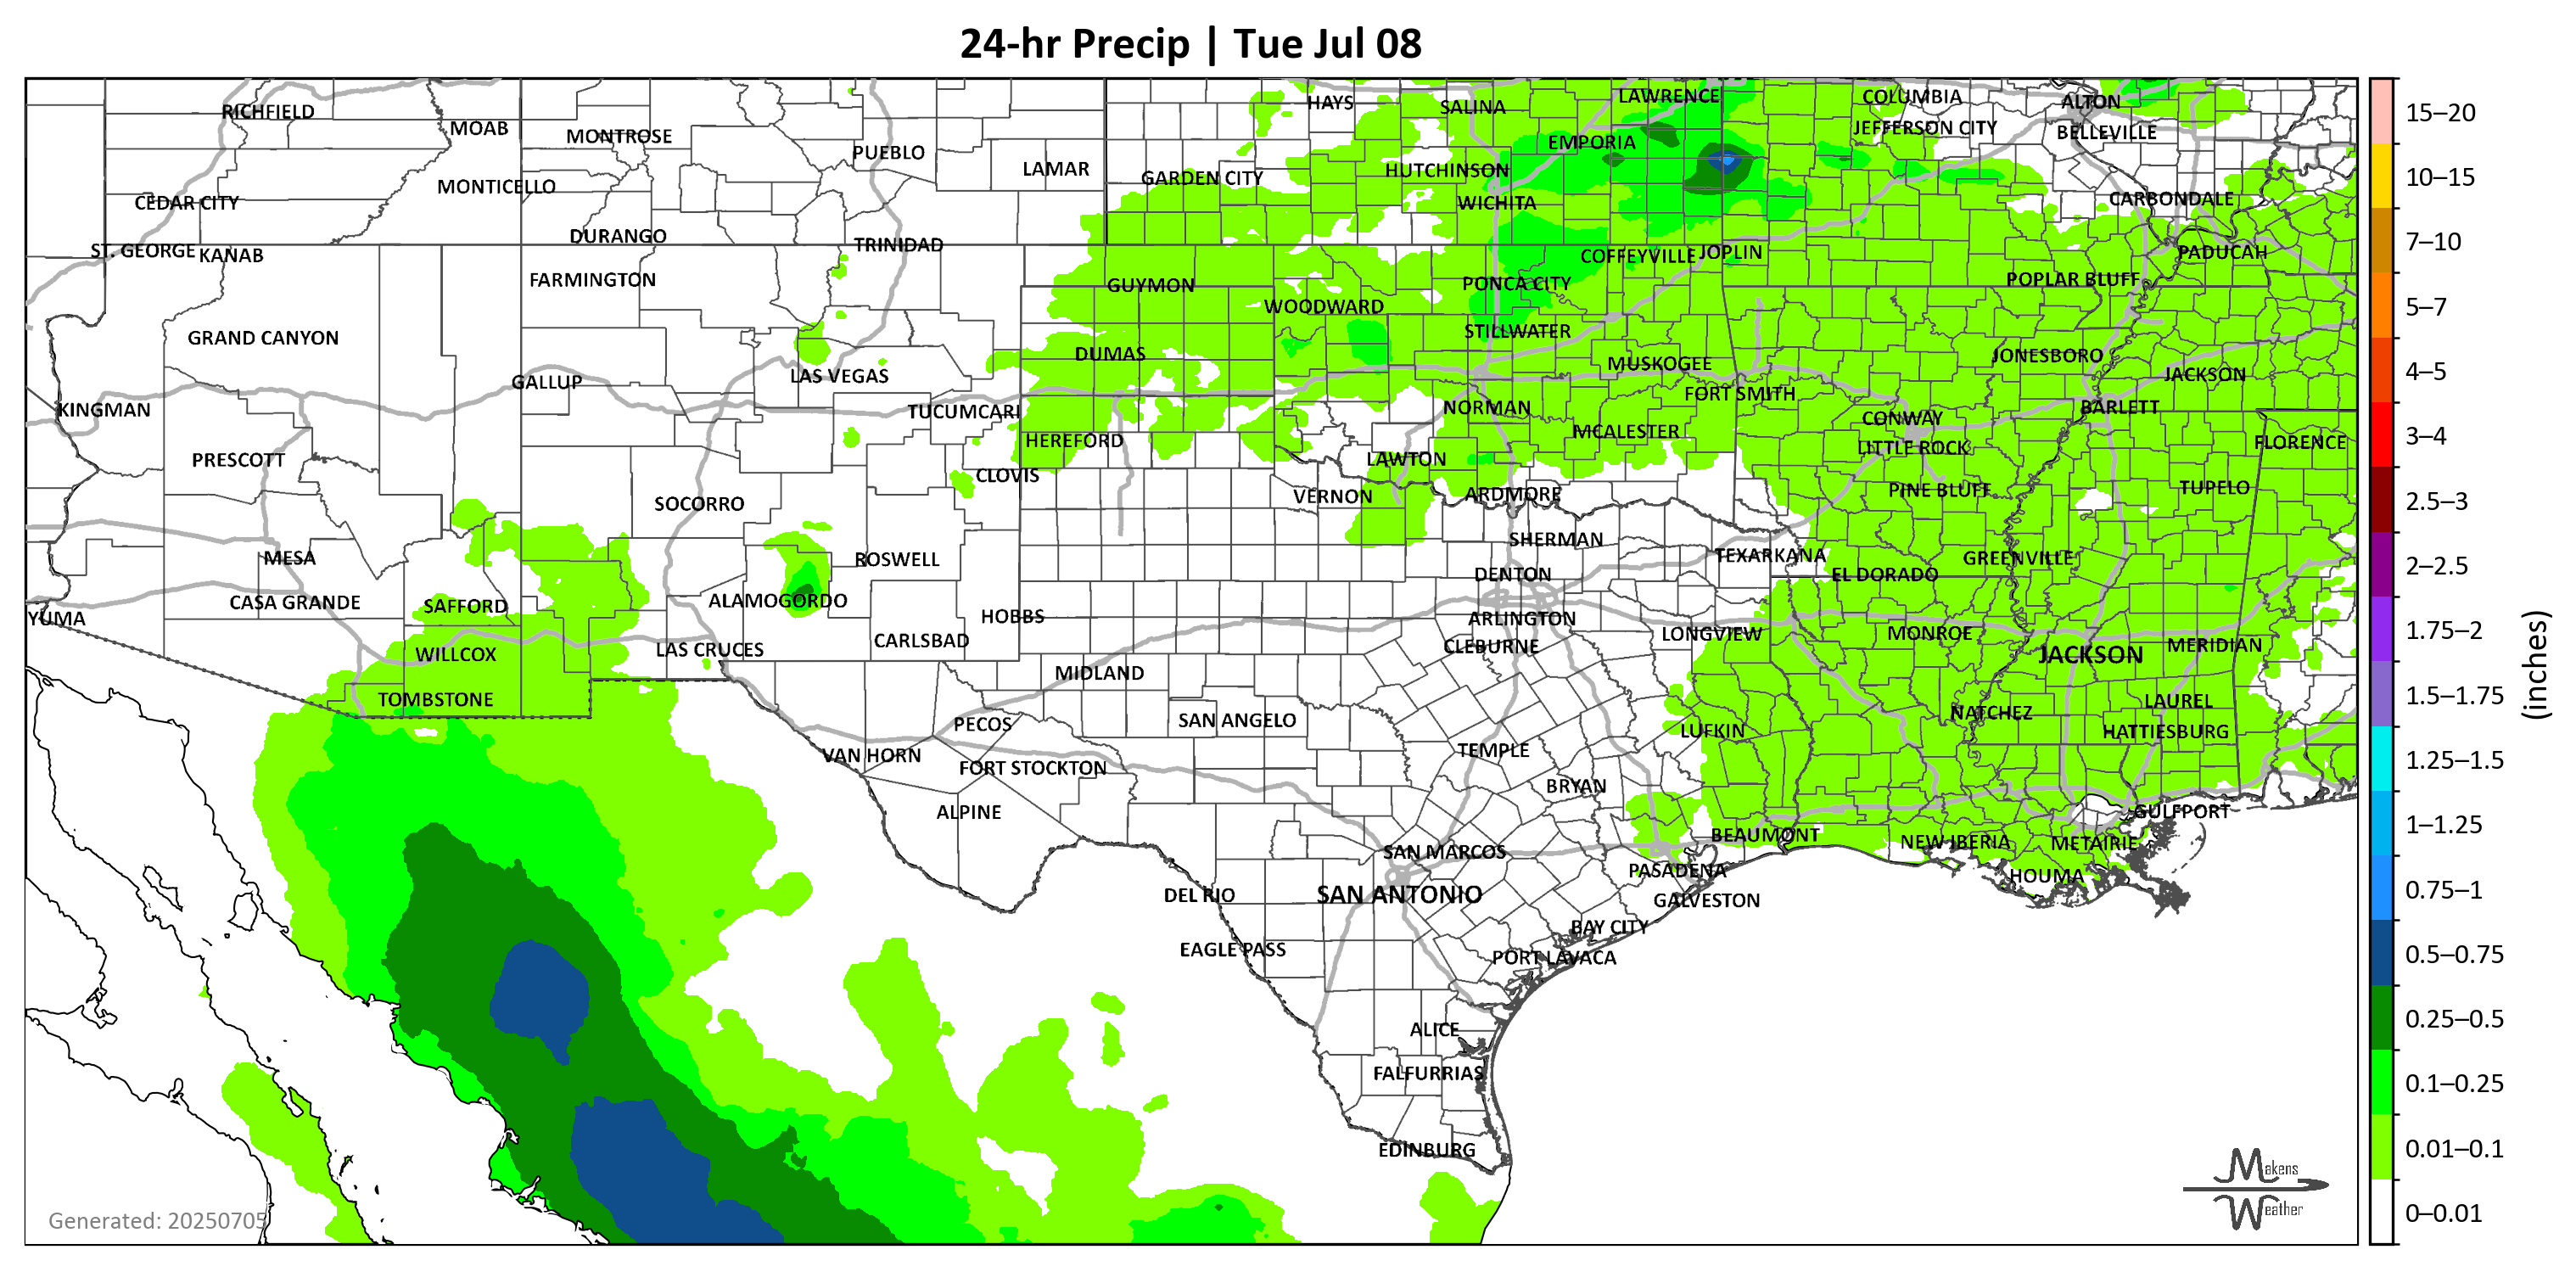 24-hr Precip | Tue Jul 08
RICHFIELD
MOAB
MONTROSE
PUEBLO
LAMAR
HAYS
SALINA
LAWRENCE
COLUMBIA
ALTON
JEFFERSON CITY
BELLEVILLE
EMPORIA
HUTCHINSON
GARDEN CITY
MONTICELLO
CEDAR CITY
WICHITA
CARBONDALE
DURANGO
TRINIDAD
ST. GEORGE
KANAB
COFFEYVILLE
JOPLIN
PADUCAH
FARMINGTON
GUYMON
PONCA CITY
POPLAR BLUFF
WOODWARD
GRAND CANYON
STILLWATER
DUMAS
JONESBORO
MUSKOGEE
GALLUP
LAS VEGAS
JACKSON
FORT SMITH
KINGMAN
TUCUMCARI
NORMAN
BARLETT
CONWAY
MCALESTER
HEREFORD
LITTLE ROCK
FLORENCE
PRESCOTT
LAWTON
CLOVIS
SOCORRO
VERNON
ARDMORE
PINE BLUFF
TUPELO
MESA
ROSWELL
SHERMAN
TEXARKANA
GREENVILLE
DENTON
EL DORADO
CASA GRANDE
SAFFORD
ALAMOGORDO
YUMA
HOBBS
ARLINGTON
CARLSBAD
CLEBURNE
LONGVIEW
MONROE
MERIDIAN
WILLCOX
LAS CRUCES
JACKSON
MIDLAND
TOMBSTONE
LAUREL
NATCHEZ
PECOS
SAN ANGELO
LUFKIN
HATTIESBURG
VAN HORN
FORT STOCKTON
TEMPLE
BRYAN
ALPINE
GULFPORT
BEAUMONT
NEW IBERIA
METAIRIE
SAN MARCOS
PASADENA
HOUMA
DEL RIO
SAN ANTONIO
GALVESTON
BAY CITY
EAGLE PASS
PORT LAVACA
ALICE
FALFURRIAS
EDINBURG
Generated: 20250705
Makens
Weather
15–20
10–15
7–10
5–7
4–5
3–4
2.5–3
2–2.5
1.75–2
1.5–1.75
1.25–1.5
1–1.25
0.75–1
0.5–0.75
0.25–0.5
0.1–0.25
0.01–0.1
0–0.01
(inches)